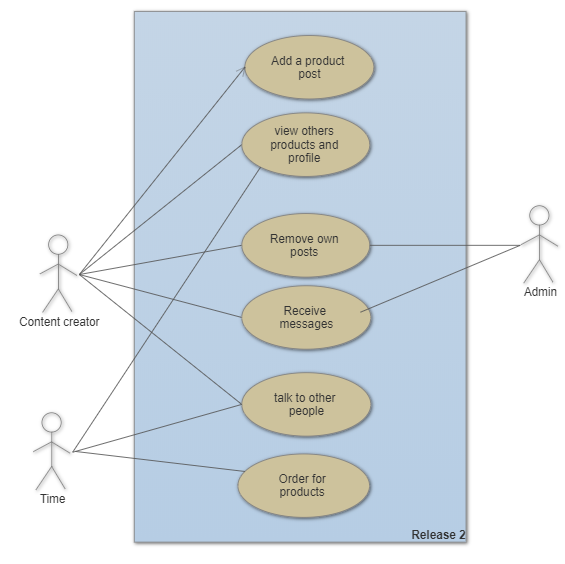 Add a product
post
view others
products and
profile
Remove own
posts
Receive
messages
talk to other
people
Order for
products
Content creator
Time
Admin
Release 2